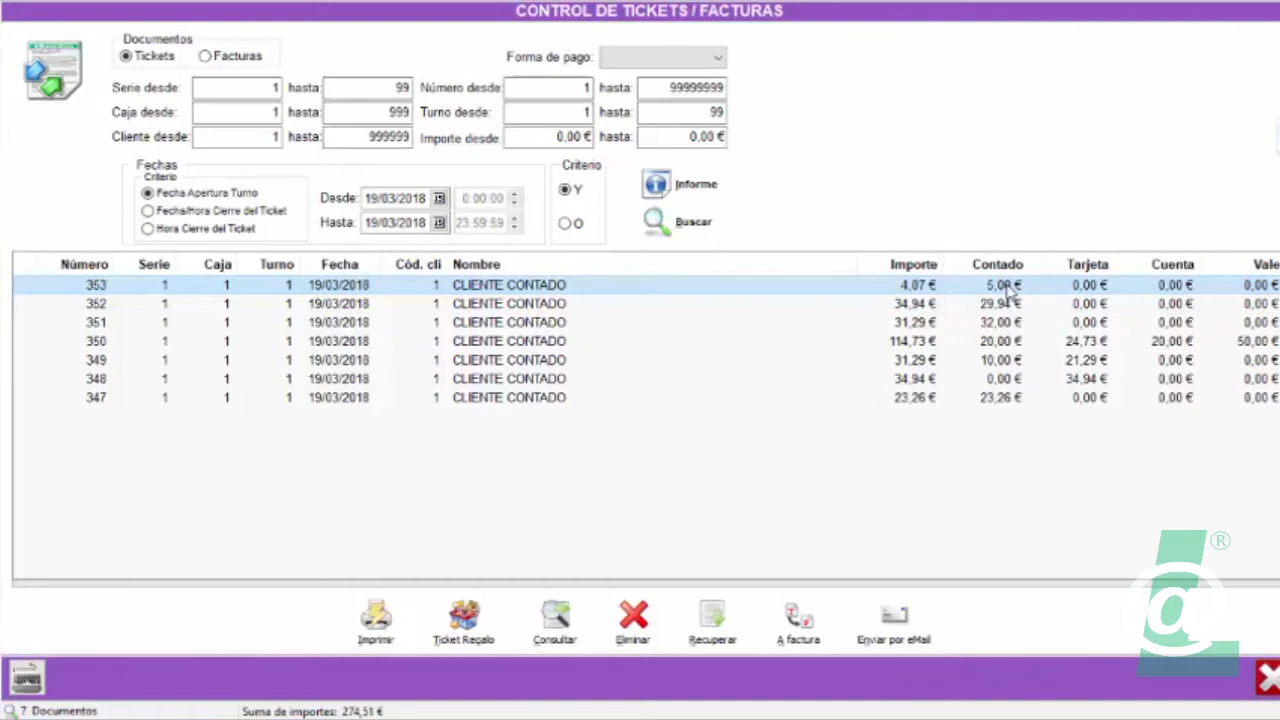 CONTROL DE TICKETS / FACTURAS
Documentos
Tickets Facturas
Forma de pago:
Serie desde: 1 hasta: 99 Número desde: 1 hasta: 99999999
Caja desde: 1 hasta: 999 Turno desde: 1 hasta: 99
Cliente desde: 1 hasta: 999999 Importe desde: 0,00 € hasta: 0,00 €
Fechas
Criterio
Fecha Apertura Turno
Fecha/Hora Cierre del Ticket
Hora Cierre del Ticket
Desde: 19/03/2018 0:00:00
Hasta: 19/03/2018 23:59:59
Criterio
Y
O
Informe
Buscar
Número Serie Caja Turno Fecha Cód. cli Nombre Importe Contado Tarjeta Cuenta Vale
353 1 1 1 19/03/2018 1 CLIENTE CONTADO 4,07 € 5,00 € 0,00 € 0,00 € 0,00 €
352 1 1 1 19/03/2018 1 CLIENTE CONTADO 34,94 € 29,94 € 0,00 € 0,00 € 0,00 €
351 1 1 1 19/03/2018 1 CLIENTE CONTADO 31,29 € 32,00 € 0,00 € 0,00 € 0,00 €
350 1 1 1 19/03/2018 1 CLIENTE CONTADO 114,73 € 20,00 € 24,73 € 20,00 € 50,00 €
349 1 1 1 19/03/2018 1 CLIENTE CONTADO 31,29 € 10,00 € 21,29 € 0,00 € 0,00 €
348 1 1 1 19/03/2018 1 CLIENTE CONTADO 34,94 € 0,00 € 34,94 € 0,00 € 0,00 €
347 1 1 1 19/03/2018 1 CLIENTE CONTADO 23,26 € 23,26 € 0,00 € 0,00 € 0,00 €
®
@
Imprimir Ticket Regalo Consultar Eliminar Recuperar A factura Enviar por eMail
7 Documentos Suma de importes: 274,51 €